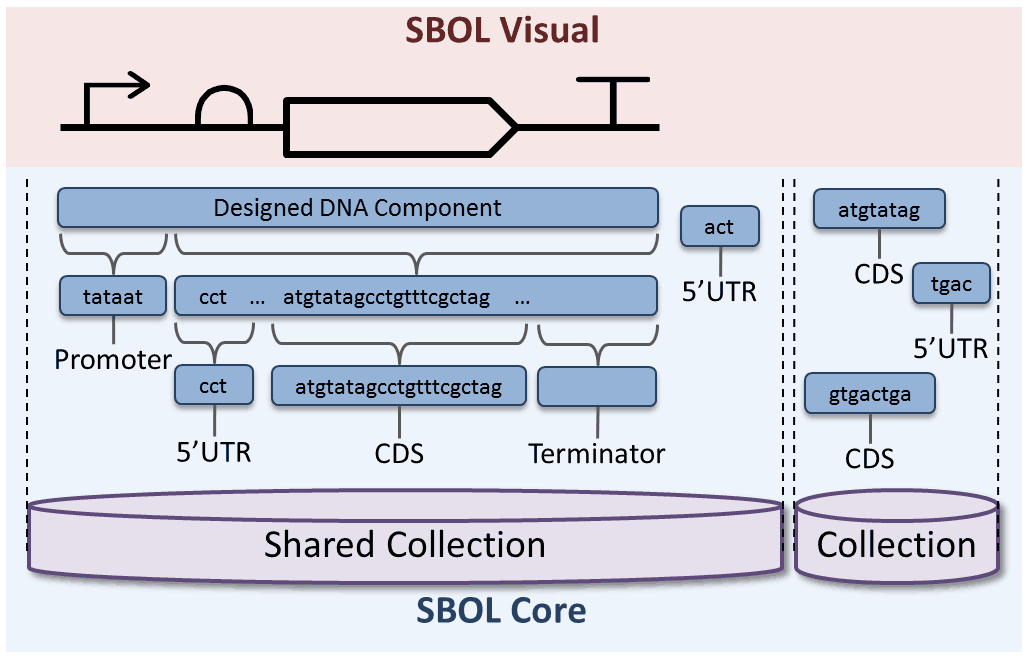 SBOL Visual
Designed DNA Component
act
atgtatag
CDS
tgac
5’UTR
5’UTR
tataat
cct ... atgtatagcctgtttcgctag ...
Promoter
cct
atgtatagcctgtttcgctag
gtgactga
5’UTR
CDS
Terminator
CDS
Shared Collection
Collection
SBOL Core